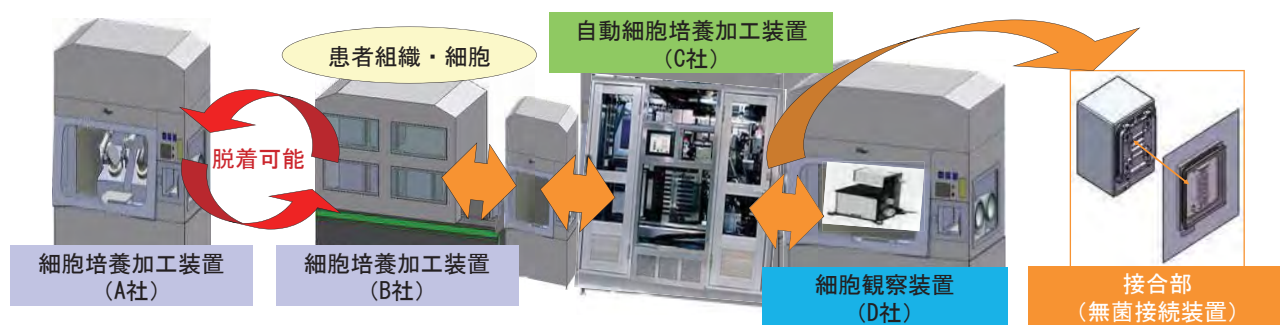 患者組織・細胞
自動細胞培養加工装置
（C社）
脱着可能
細胞培養加工装置
（A社）
細胞培養加工装置
（B社）
細胞観察装置
（D社）
接合部
（無菌接続装置）